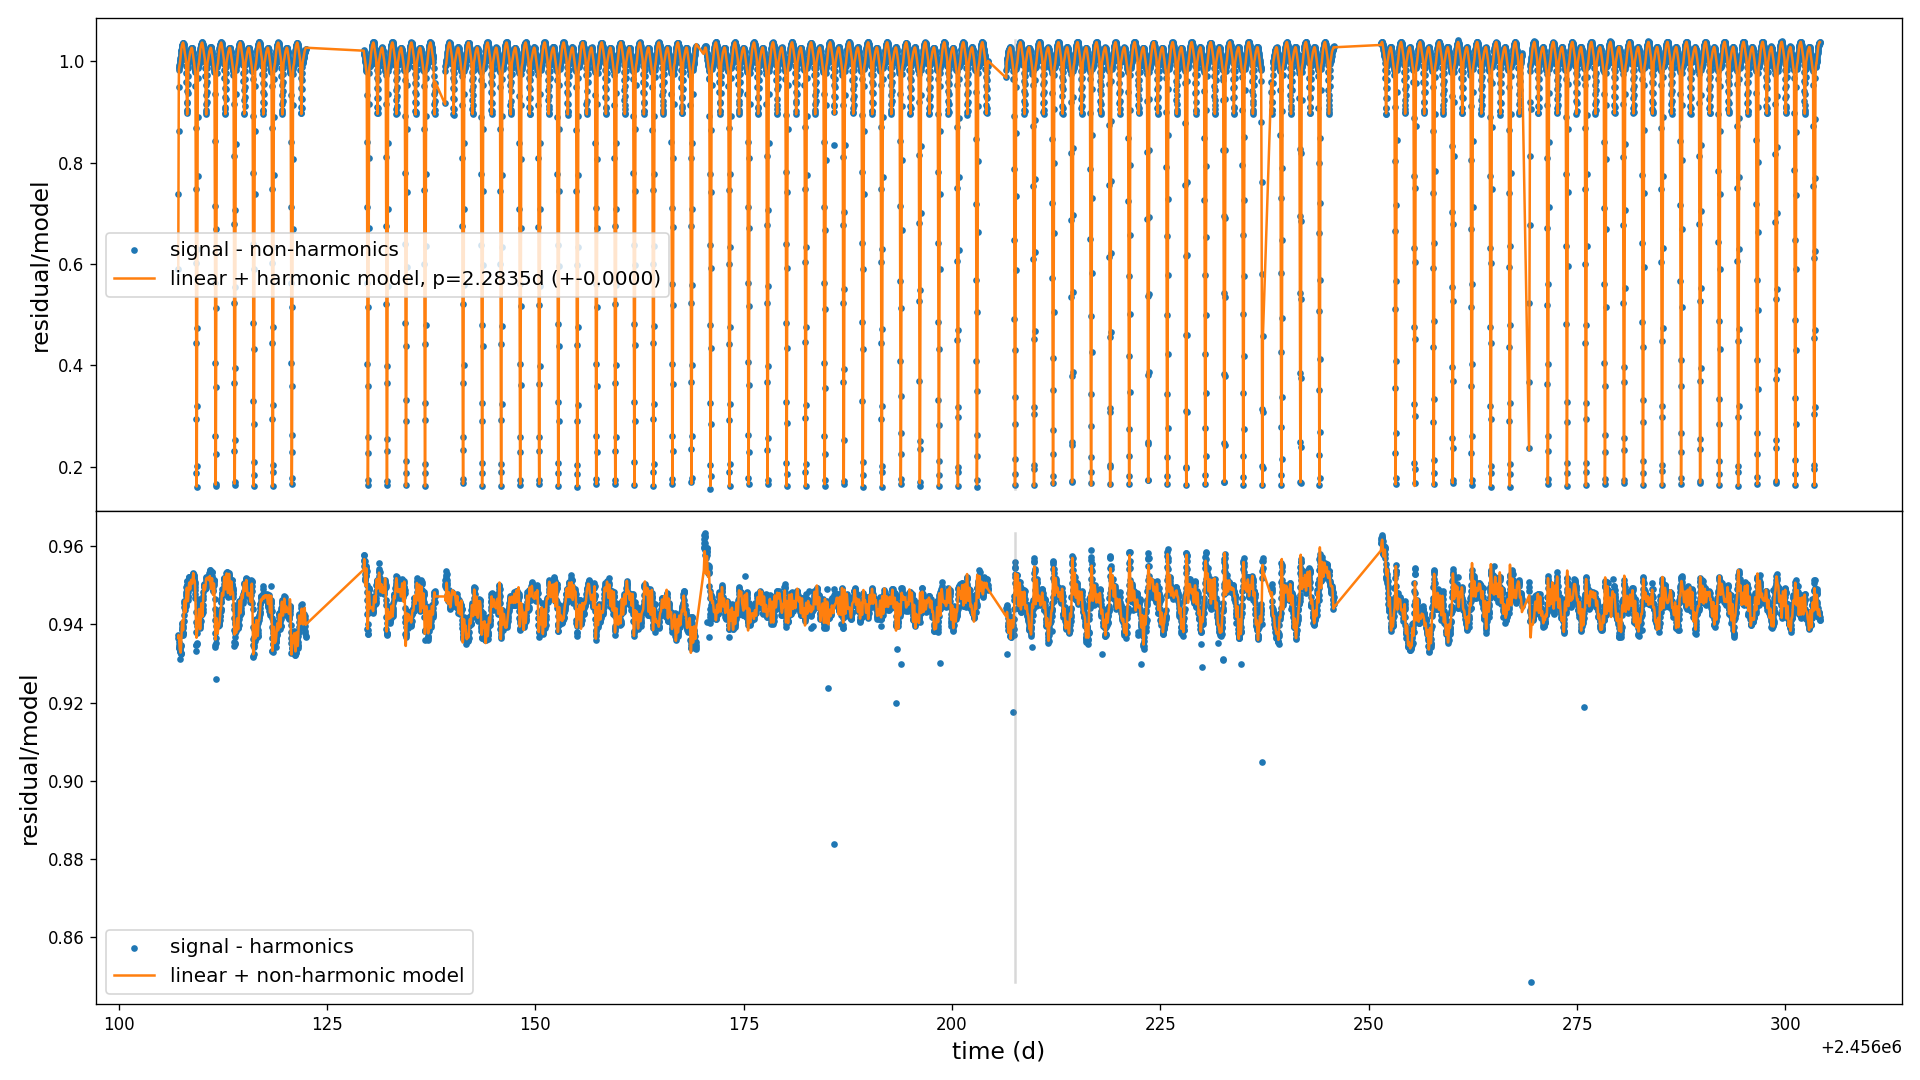 residual/model
1.0
0.8
0.6
0.4
0.2
signal - non-harmonics
linear + harmonic model, p=2.2835d (+-0.0000)
residual/model
0.96
0.94
0.92
0.90
0.88
0.86
signal - harmonics
linear + non-harmonic model
100 125 150 175 200 225 250 275 300
time (d)
+2.456e6